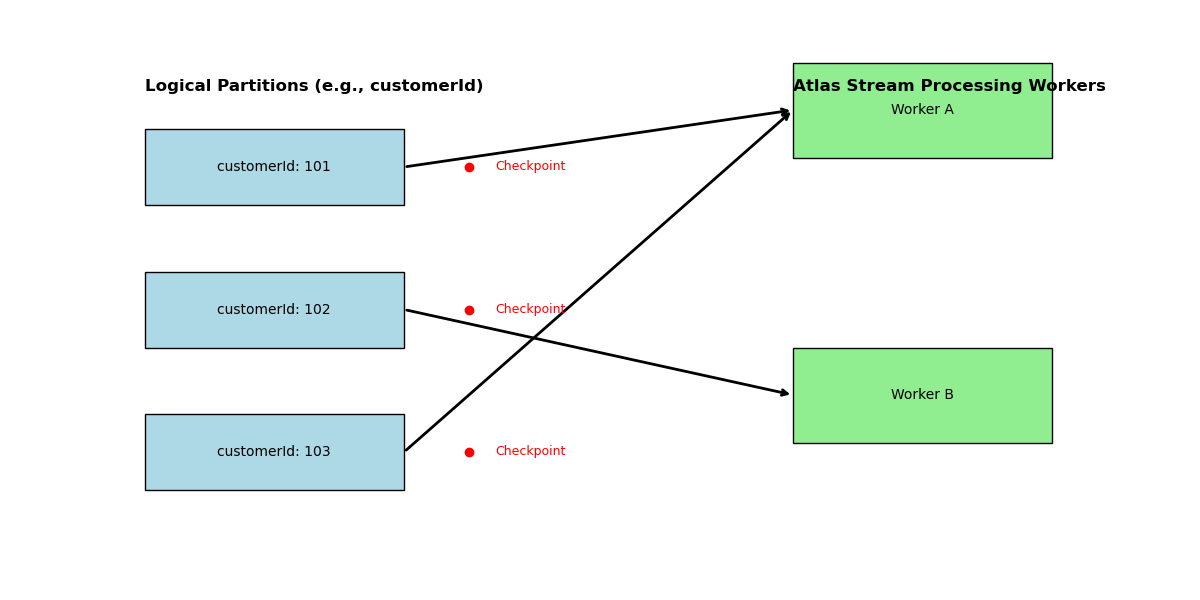 Logical Partitions (e.g., customerId)
Atlas Stream Processing Workers
Worker A
customerId: 101
Checkpoint
customerId: 102
Checkpoint
Worker B
customerId: 103
Checkpoint